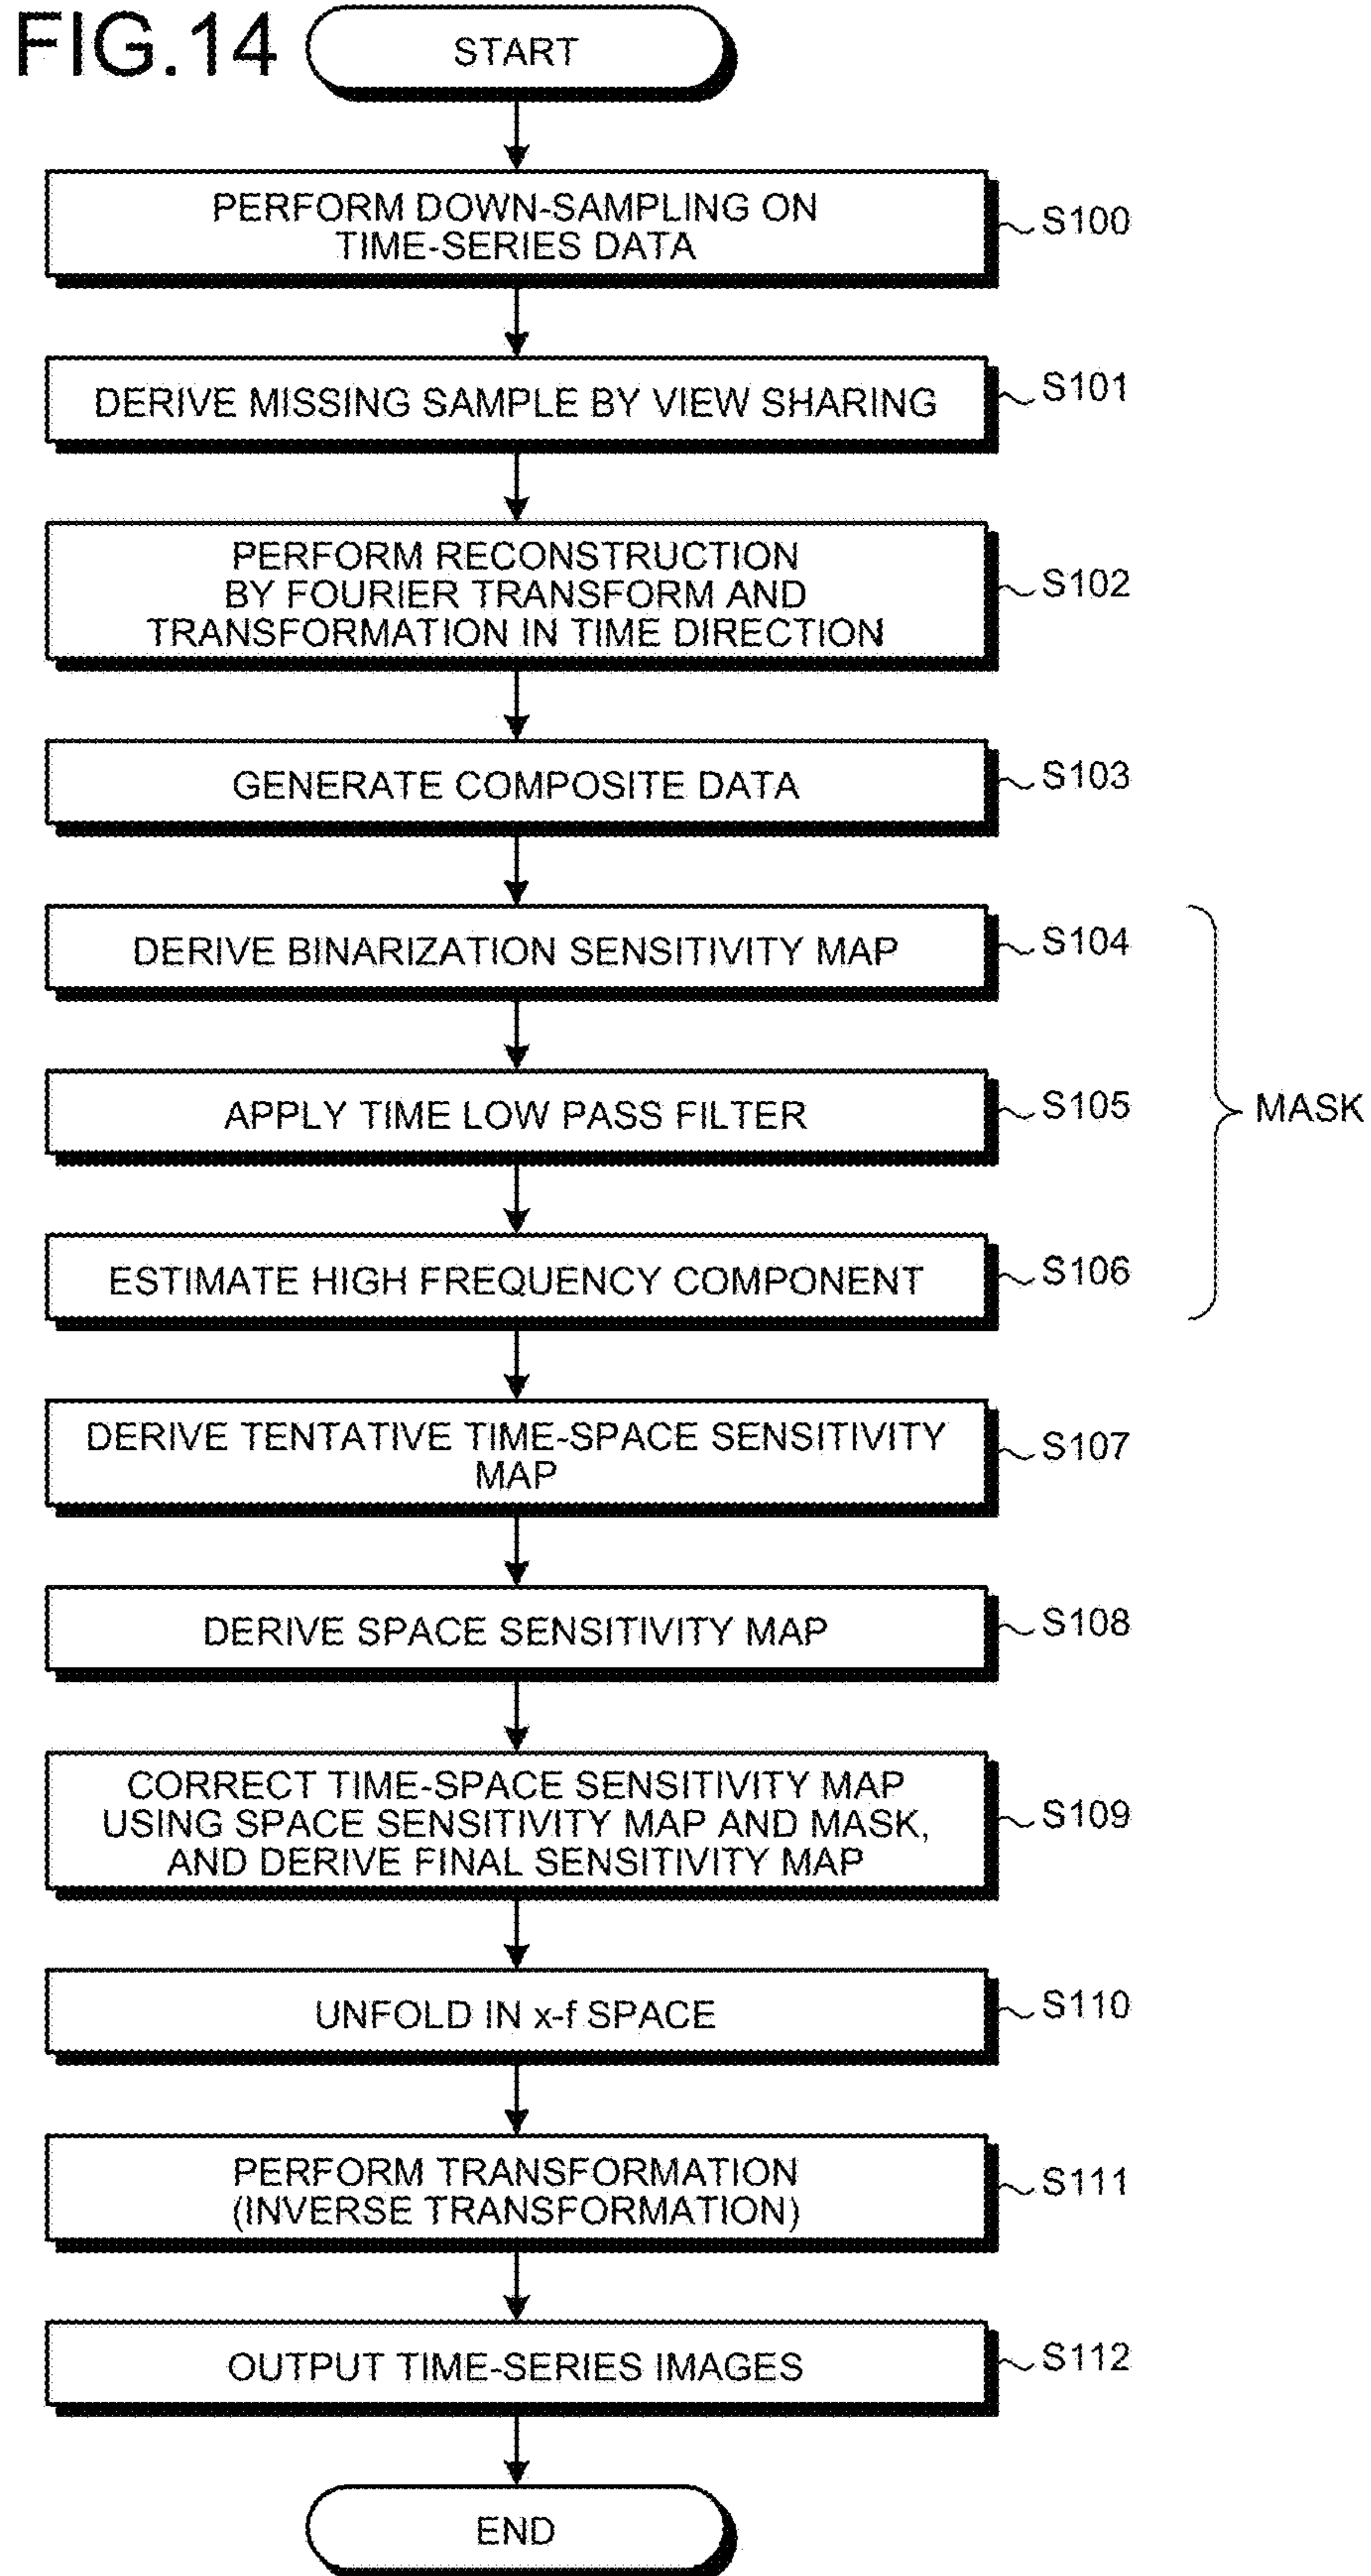 FIG.14
START
PERFORM DOWN-SAMPLING ON
TIME-SERIES DATA
S100
DERIVE MISSING SAMPLE BY VIEW SHARING
S101
PERFORM RECONSTRUCTION
BY FOURIER TRANSFORM AND
TRANSFORMATION IN TIME DIRECTION
S102
GENERATE COMPOSITE DATA
S103
DERIVE BINARIZATION SENSITIVITY MAP
S104
APPLY TIME LOW PASS FILTER
S105
MASK
ESTIMATE HIGH FREQUENCY COMPONENT
S106
DERIVE TENTATIVE TIME-SPACE SENSITIVITY
MAP
S107
DERIVE SPACE SENSITIVITY MAP
S108
CORRECT TIME-SPACE SENSITIVITY MAP
USING SPACE SENSITIVITY MAP AND MASK,
AND DERIVE FINAL SENSITIVITY MAP
S109
UNFOLD IN x-f SPACE
S110
PERFORM TRANSFORMATION
(INVERSE TRANSFORMATION)
S111
OUTPUT TIME-SERIES IMAGES
S112
END